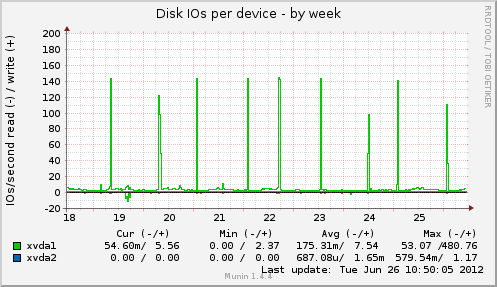 Disk IOs per device - by week
RRDTOOL / TOBI OETIKER
IOs/second read (-) / write (+)
200
180
160
140
120
100
80
60
40
20
0
-20
18 19 20 21 22 23 24 25
Cur (-/+) Min (-/+) Avg (-/+) Max (-/+)
xvda1 54.60m/ 5.56 0.00 / 2.37 175.31m/ 7.54 53.07 /480.76
xvda2 0.00 / 0.00 0.00 / 0.00 687.08u / 1.65m 579.54m/ 1.17
Last update: Tue Jun 26 10:50:05 2012
Munin 1.4.4